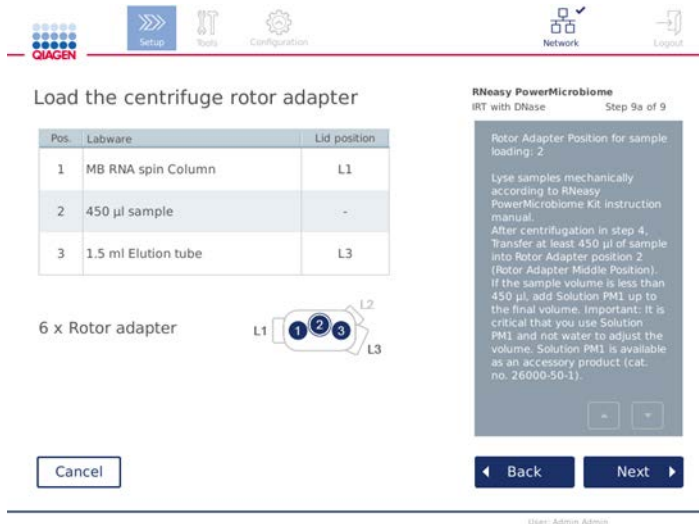 QIAGEN
Setup
Tools
Configuration
Network
Logout
Load the centrifuge rotor adapter
Pos. Labware Lid position
1 MB RNA spin Column L1
2 450 µl sample -
3 1.5 ml Elution tube L3
6 x Rotor adapter
L1 1 2 3 L2
L3
Cancel
RNeasy PowerMicrobiome
IRT with DNase Step 9a of 9
Rotor Adapter Position for sample
loading: 2
Lyse samples mechanically
according to RNeasy
PowerMicrobiome Kit instruction
manual.
After centrifugation in step 4,
Transfer at least 450 µl of sample
into Rotor Adapter position 2
(Rotor Adapter Middle Position).
If the sample volume is less than
450 µl, add Solution PM1 up to
the final volume. Important: It is
critical that you use Solution
PM1 and not water to adjust the
volume. Solution PM1 is available
as an accessory product (cat.
no. 26000-50-1).
Back
Next
User: Admin Admin